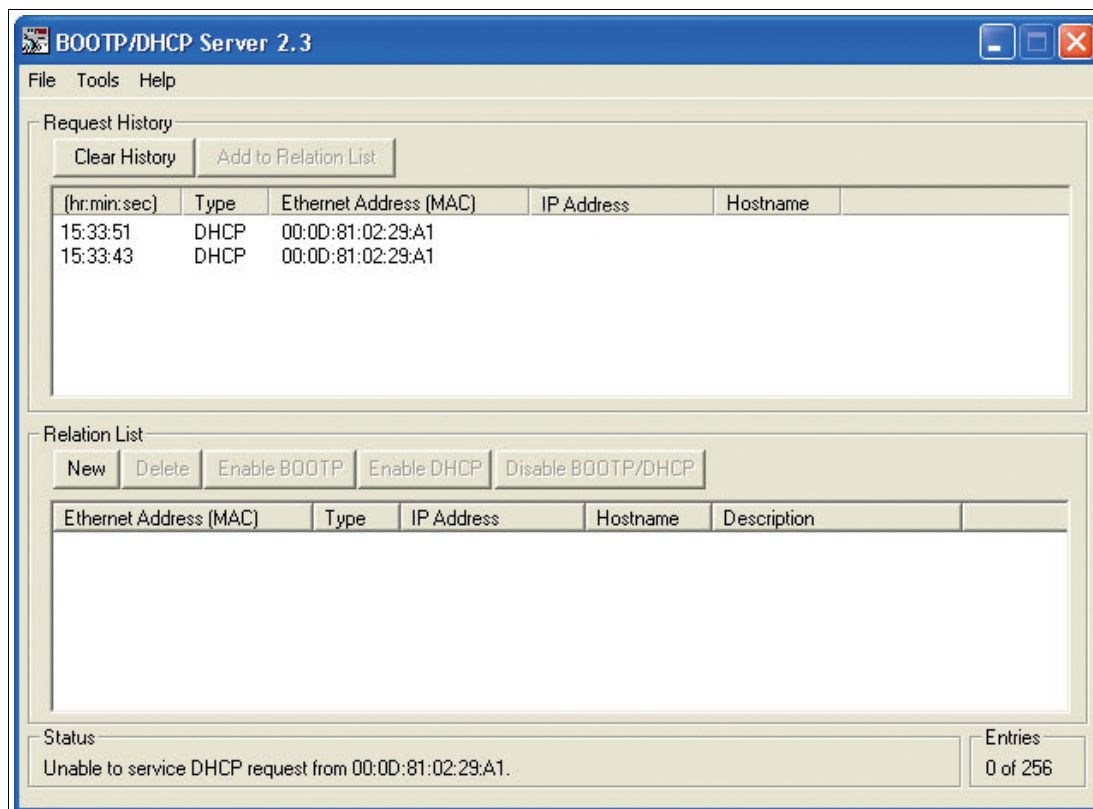 BOOTP/DHCP Server 2.3
File Tools Help
Request History
Clear History Add to Relation List
(hr:min:sec) Type Ethernet Address (MAC) IP Address Hostname
15:33:51 DHCP 00:0D:81:02:29:A1
15:33:43 DHCP 00:0D:81:02:29:A1
Relation List
New Delete Enable BOOTP Enable DHCP Disable BOOTP/DHCP
Ethernet Address (MAC) Type IP Address Hostname Description
Status Entries
Unable to service DHCP request from 00:0D:81:02:29:A1. 0 of 256